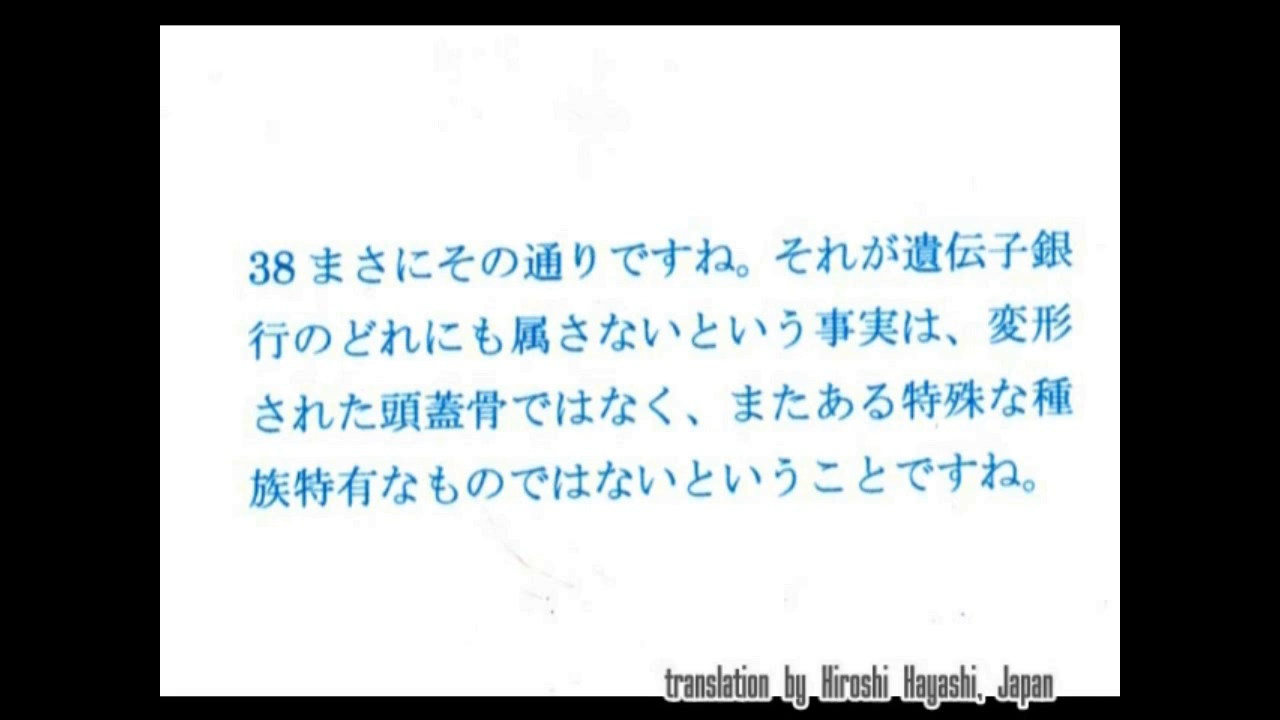 38 まさにその通りですね。それが遺伝子銀
行のどれにも属さないという事実は、変形
された頭蓋骨ではなく、またある特殊な種
族特有なものではないということですね。
translation by Hiroshi Hayashi, Japan